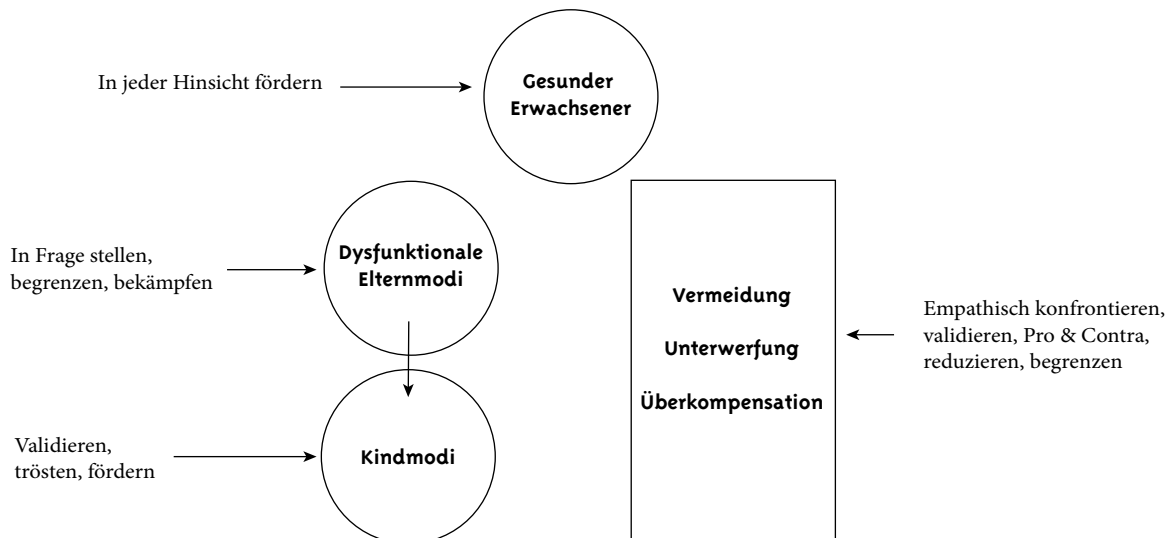 In jeder Hinsicht fördern
Gesunder
Erwachsener
In Frage stellen,
begrenzen, bekämpfen
Dysfunktionale
Elternmodi
Vermeidung
Unterwerfung
Überkompensation
Empathisch konfrontieren,
validieren, Pro & Contra,
reduzieren, begrenzen
Validieren,
trösten, fördern
Kindmodi